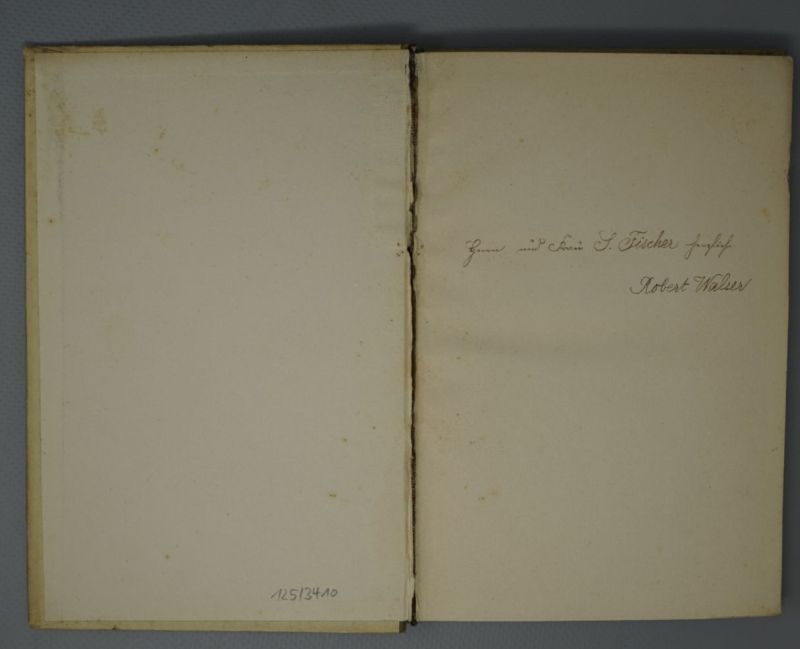 Herrn und Frau S. Fischer herzlich
Robert Walser
125/3410